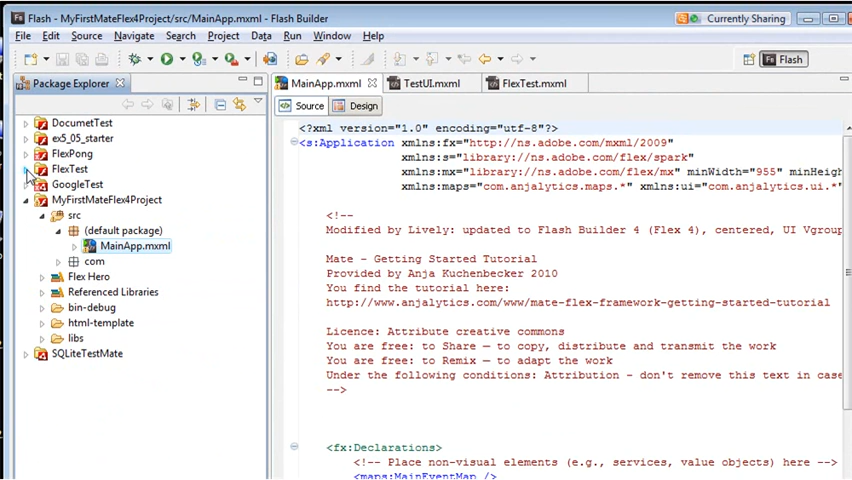 Flash - MyFirstMateFlex4Project/src/MainApp.mxml - Flash Builder
Currently Sharing
File Edit Source Navigate Search Project Data Run Window Help
Flash
Package Explorer
MainApp.mxml TestUI.mxml FlexTest.mxml
Source Design
DocumetTest
ex5_05_starter
FlexPong
FlexTest
GoogleTest
MyFirstMateFlex4Project
src
(default package)
MainApp.mxml
com
Flex Hero
Referenced Libraries
bin-debug
html-template
libs
SQLiteTestMate
<?xml version="1.0" encoding="utf-8"?>
<s:Application xmlns:fx="http://ns.adobe.com/mxml/2009"
xmlns:s="library://ns.adobe.com/flex/spark"
xmlns:mx="library://ns.adobe.com/flex/mx" minWidth="955" minHeig
xmlns:maps="com.anjalytics.maps.*" xmlns:ui="com.anjalytics.ui.*"
<!--
Modified by Lively: updated to Flash Builder 4 (Flex 4), centered, UI Vgroup
Mate - Getting Started Tutorial
Provided by Anja Kuchenbecker 2010
You find the tutorial here:
http://www.anjalytics.com/www/mate-flex-framework-getting-started-tutorial
Licence: Attribute creative commons
You are free: to Share — to copy, distribute and transmit the work
You are free: to Remix — to adapt the work
Under the following conditions: Attribution - don't remove this text in case
-->
<fx:Declarations>
<!-- Place non-visual elements (e.g., services, value objects) here -->
<maps:MainEventMap />